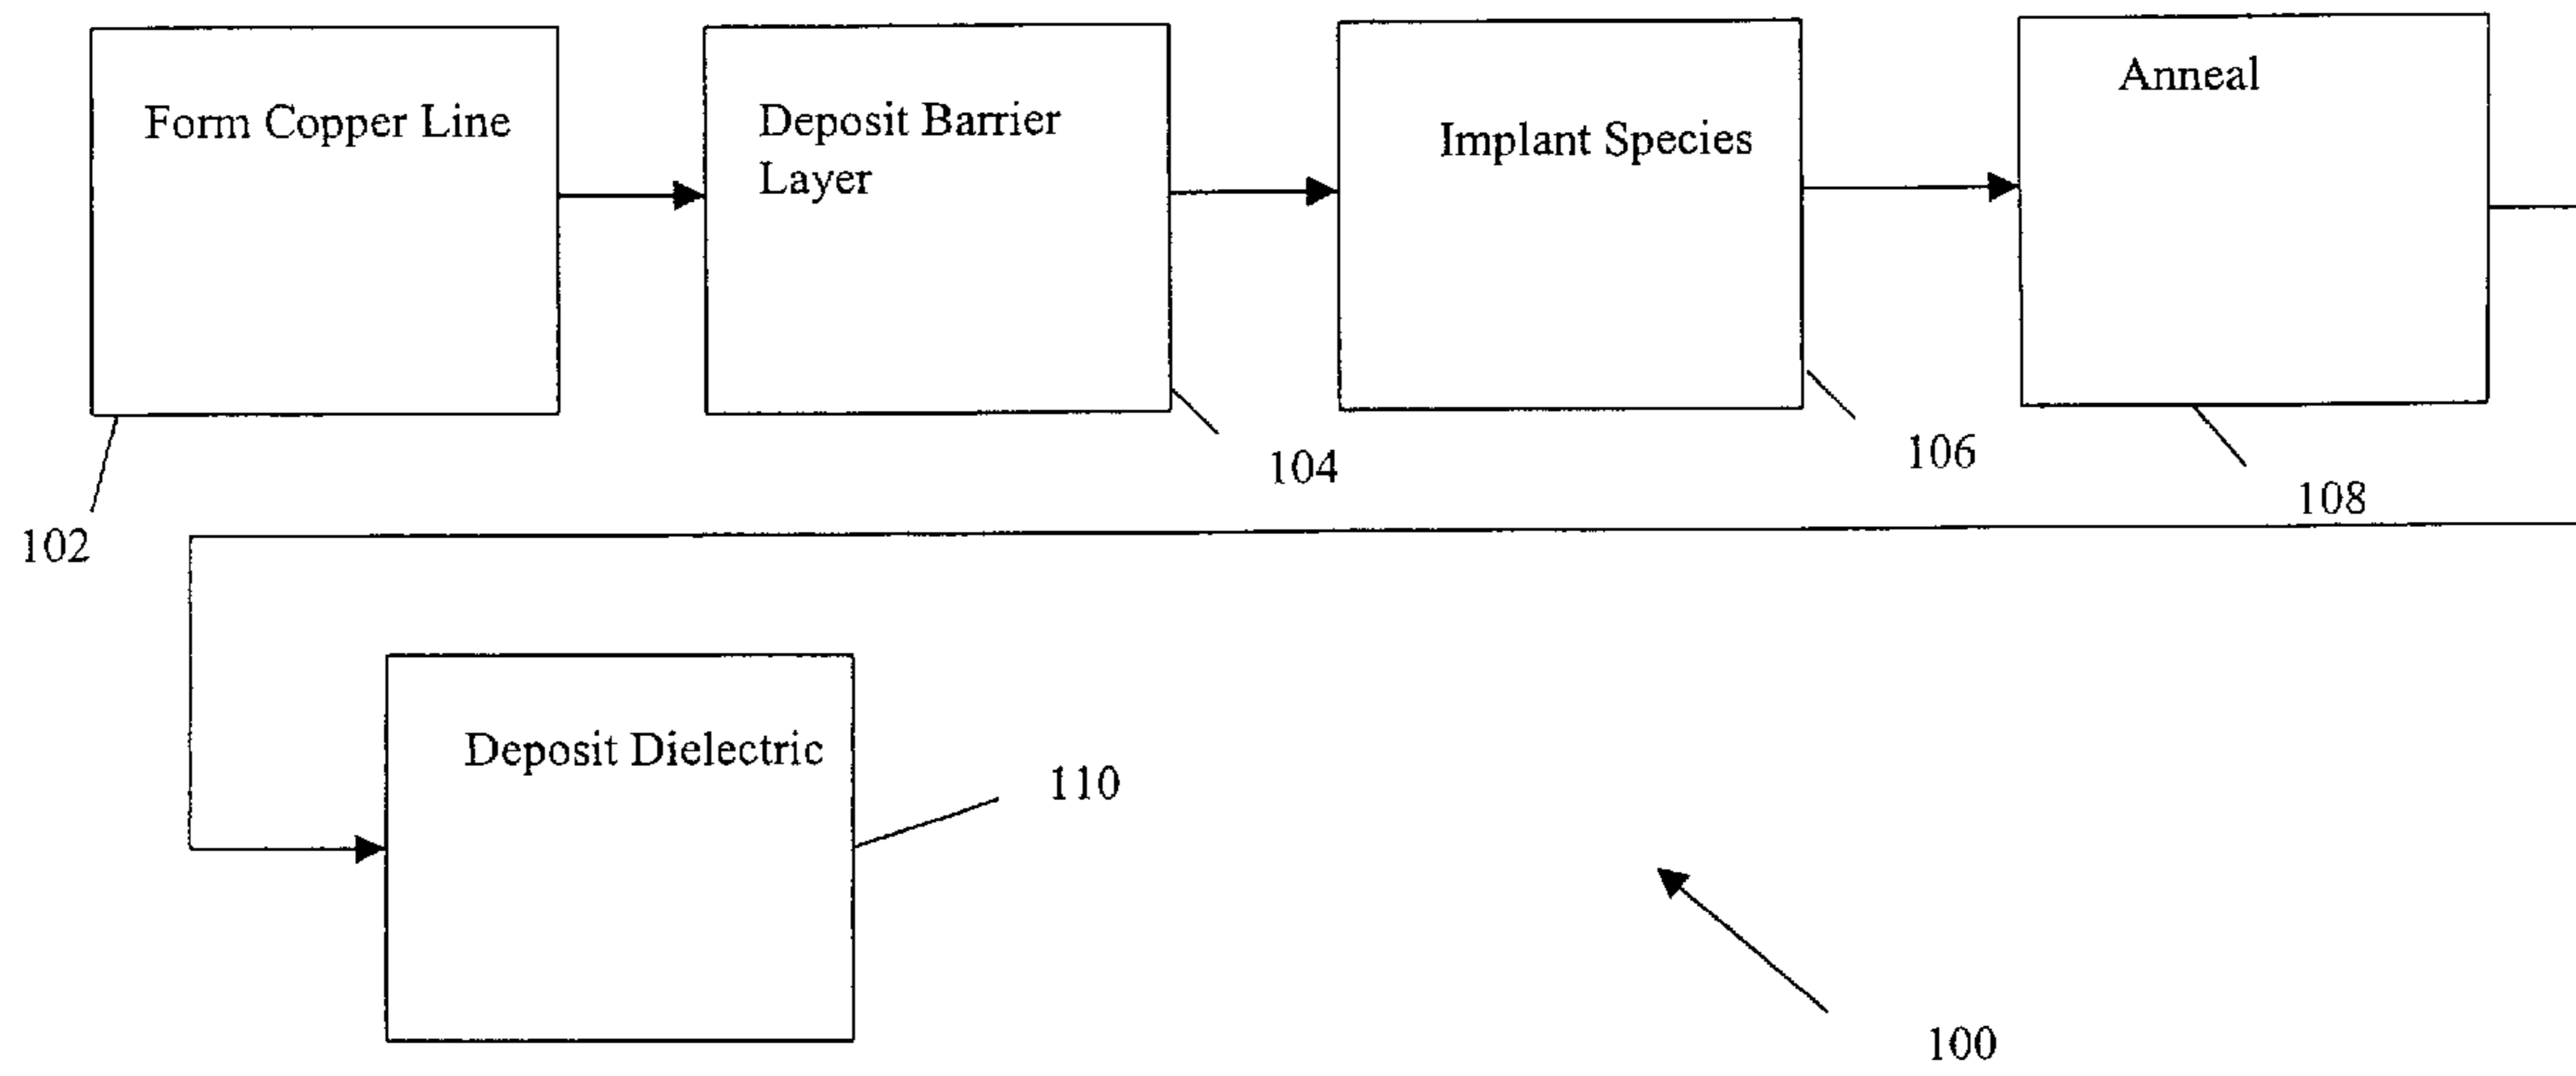 Form Copper Line
Deposit Barrier
Layer
Implant Species
Anneal
102
104
106
108
Deposit Dielectric
110
100